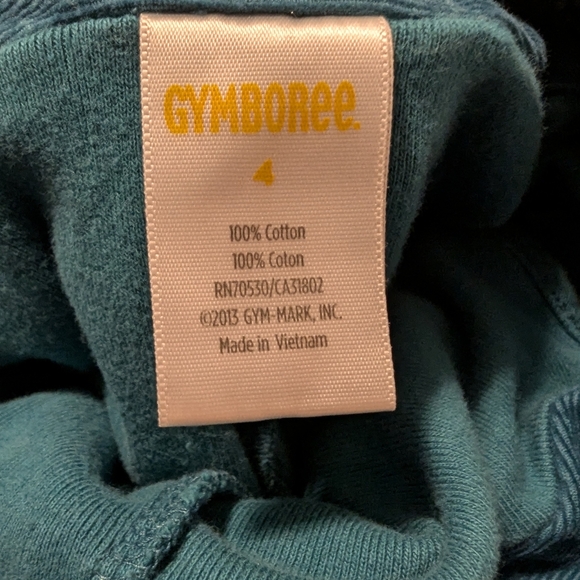 GYMBOREE.
4
100% Cotton
100% Coton
RN70530/CA31802
©2013 GYM-MARK, INC.
Made in Vietnam